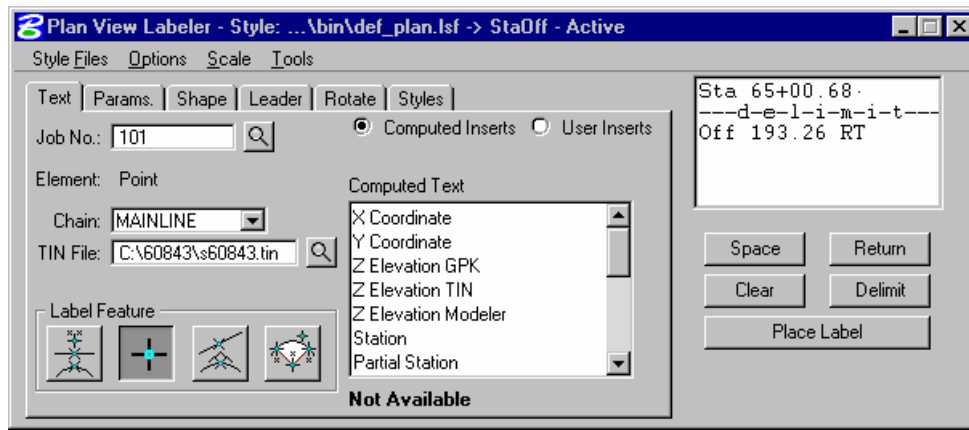 Plan View Labeler - Style: ...\bin\def_plan.lsf -> StaOff - Active
Style Files Options Scale Tools
Text Params. Shape Leader Rotate Styles
Job No.: 101
Computed Inserts User Inserts
Element: Point
Chain: MAINLINE
TIN File: C:\60843\s60843.tin
Label Feature
Computed Text
X Coordinate
Y Coordinate
Z Elevation GPK
Z Elevation TIN
Z Elevation Modeler
Station
Partial Station
Not Available
Sta 65+00.68·
---d-e-l-i-m-i-t---
Off 193.26 RT
Space Return
Clear Delimit
Place Label